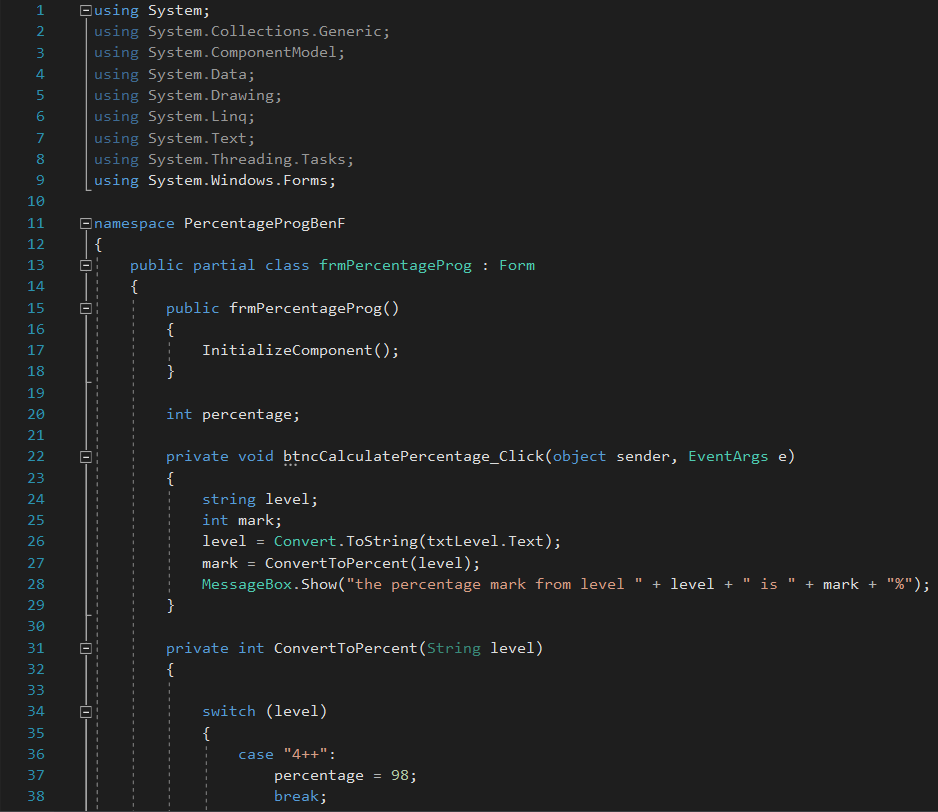 1 using System;
2 using System.Collections.Generic;
3 using System.ComponentModel;
4 using System.Data;
5 using System.Drawing;
6 using System.Linq;
7 using System.Text;
8 using System.Threading.Tasks;
9 using System.Windows.Forms;
10
11 namespace PercentageProgBenF
12 {
13     public partial class frmPercentageProg : Form
14     {
15         public frmPercentageProg()
16         {
17             InitializeComponent();
18         }
19
20         int percentage;
21
22         private void btncCalculatePercentage_Click(object sender, EventArgs e)
23         {
24             string level;
25             int mark;
26             level = Convert.ToString(txtLevel.Text);
27             mark = ConvertToPercent(level);
28             MessageBox.Show("the percentage mark from level " + level + " is " + mark + "%");
29         }
30
31         private int ConvertToPercent(String level)
32         {
33
34             switch (level)
35             {
36                 case "4++":
37                     percentage = 98;
38                     break;